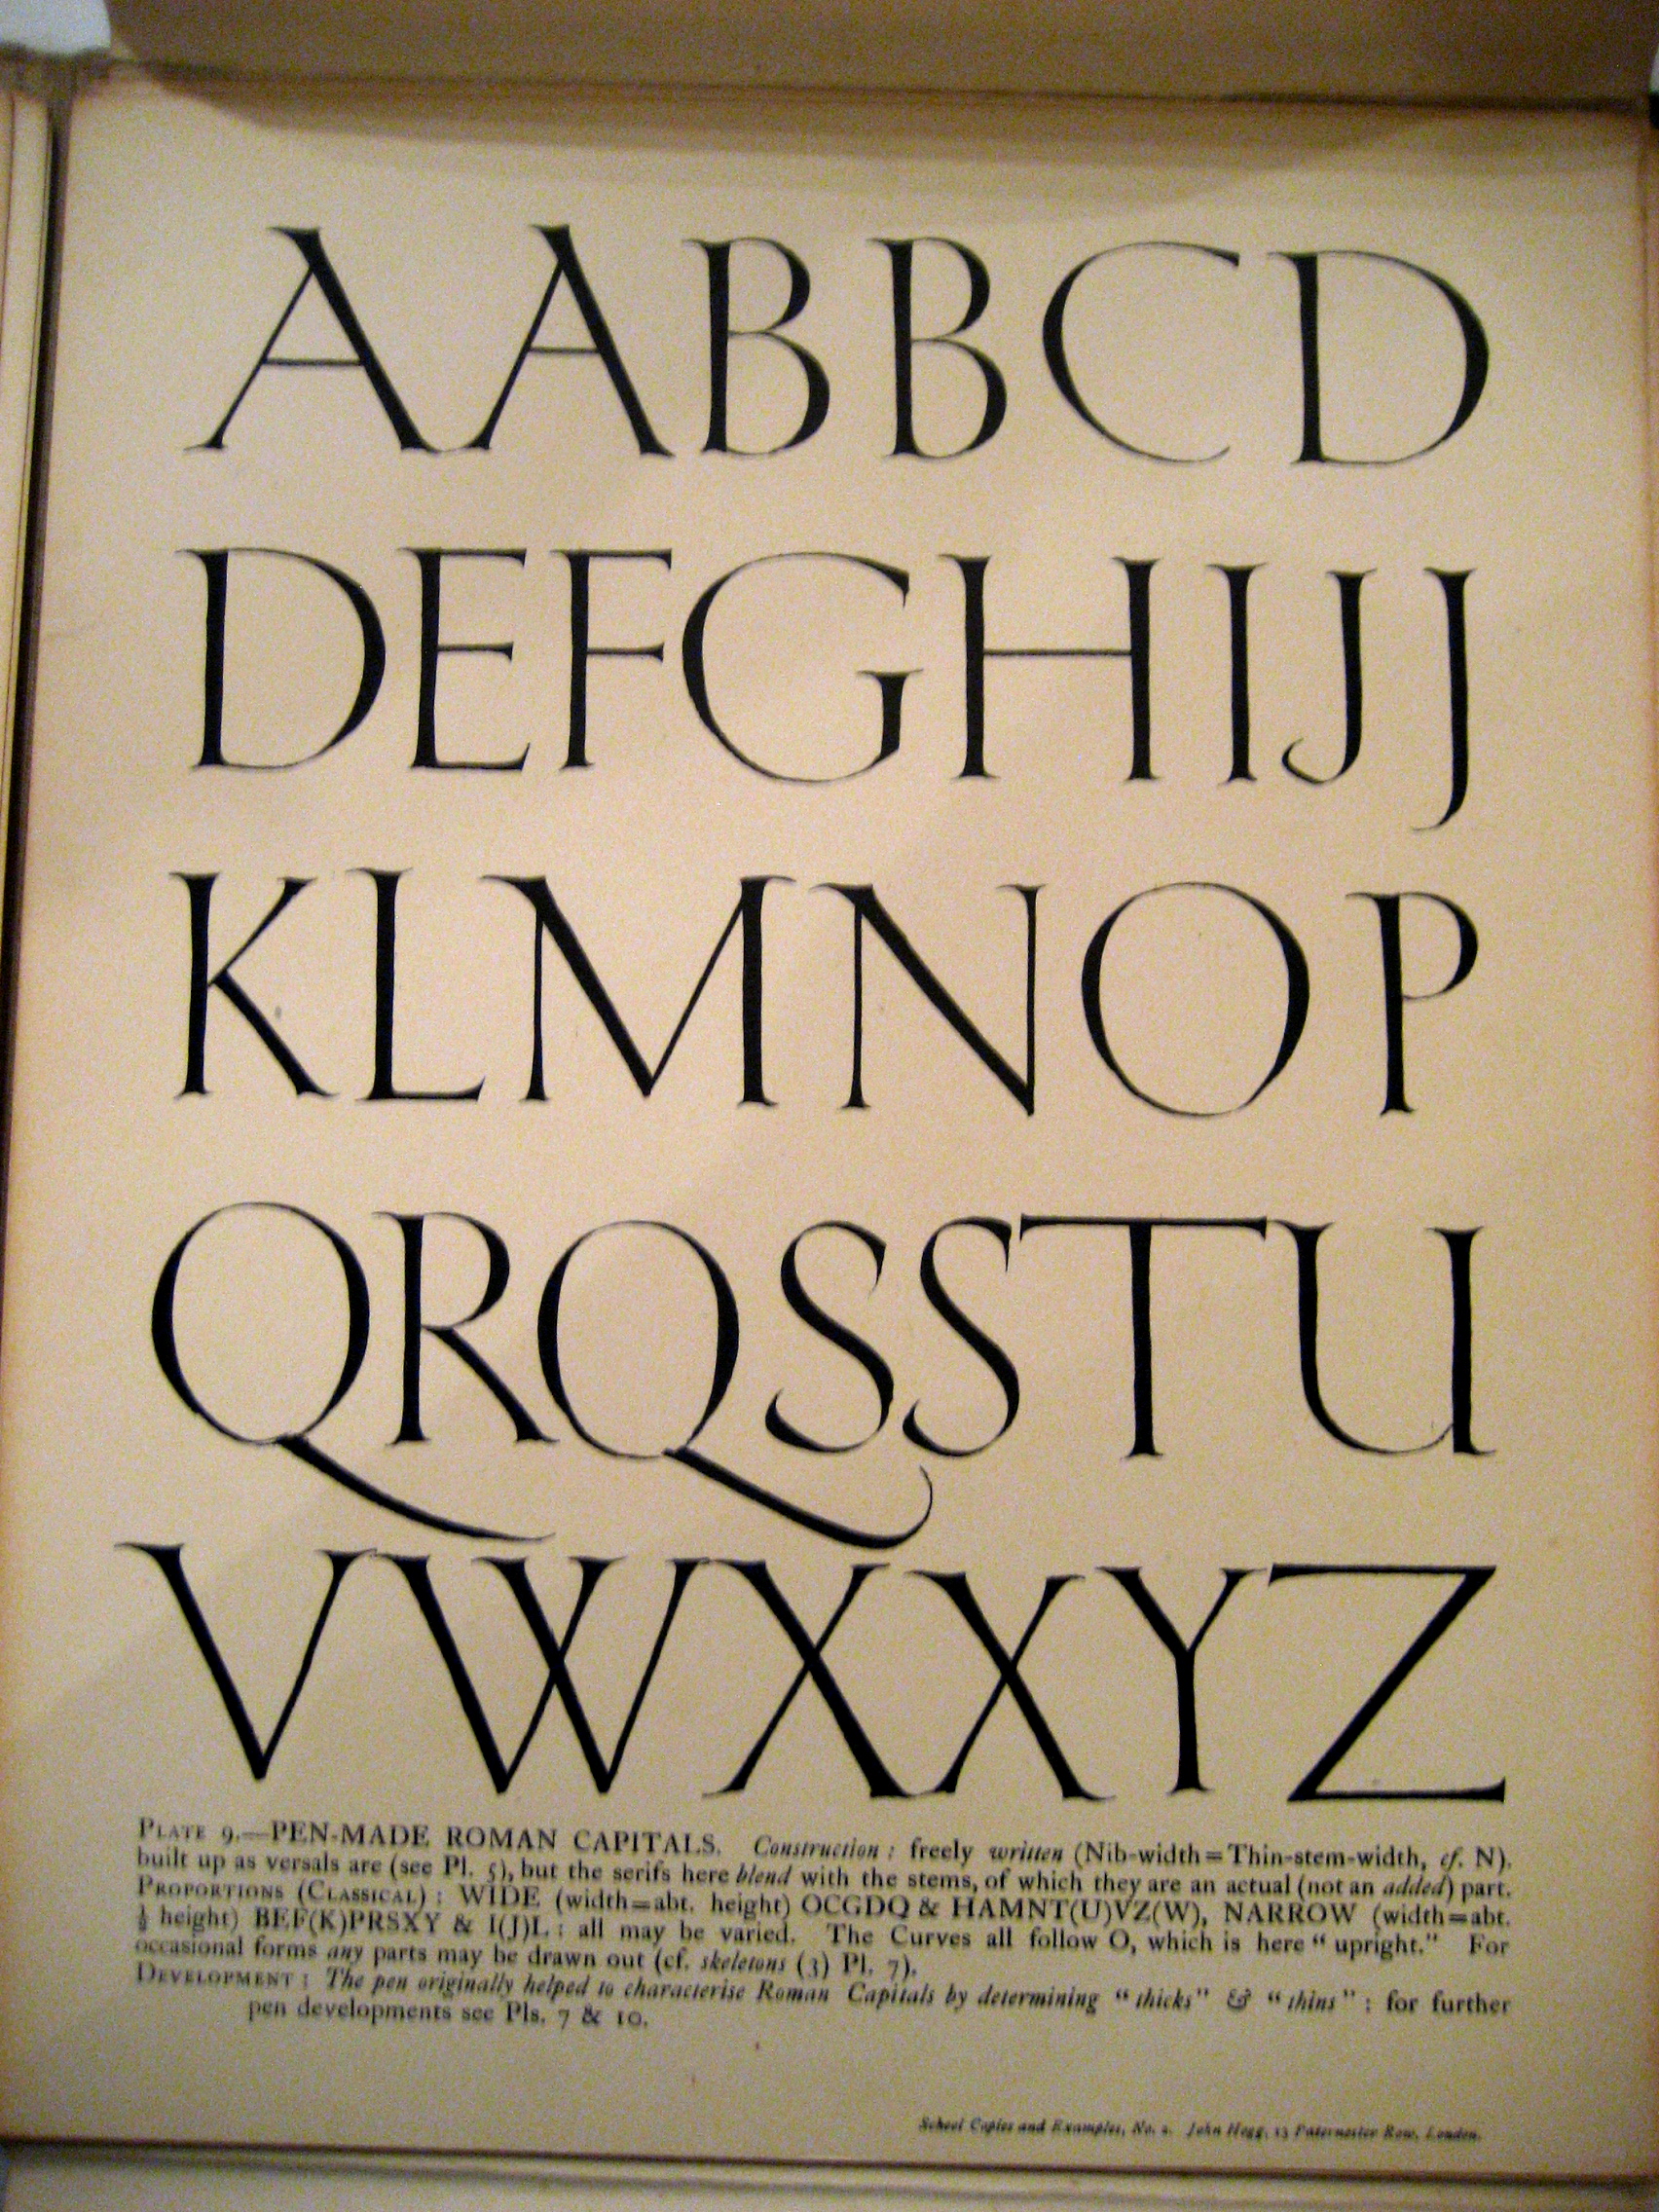 AABBCD
DEFGHIJJ
KLMNOP
QRQSSTU
VWXXYZ
PLATE 9.—PEN-MADE ROMAN CAPITALS. Construction: freely written (Nib-width=Thin-stem-width, cf. N).
built up as versals are (see Pl. 5), but the serifs here blend with the stems, of which they are an actual (not an added) part.
PROPORTIONS (CLASSICAL): WIDE (width=abt. height) OCGDQ & HAMNT(U)VZ(W), NARROW (width=abt.
½ height) BEF(K)PRSXY & I(J)L: all may be varied. The Curves all follow O, which is here “upright.” For
occasional forms any parts may be drawn out (cf. skeletons (3) Pl. 7).
DEVELOPMENT: The pen originally helped to characterise Roman Capitals by determining “thicks” & “thins”: for further
pen developments see Pls. 7 & 10.
School Copies and Examples, No. 2. John Hogg, 13 Paternoster Row, London.